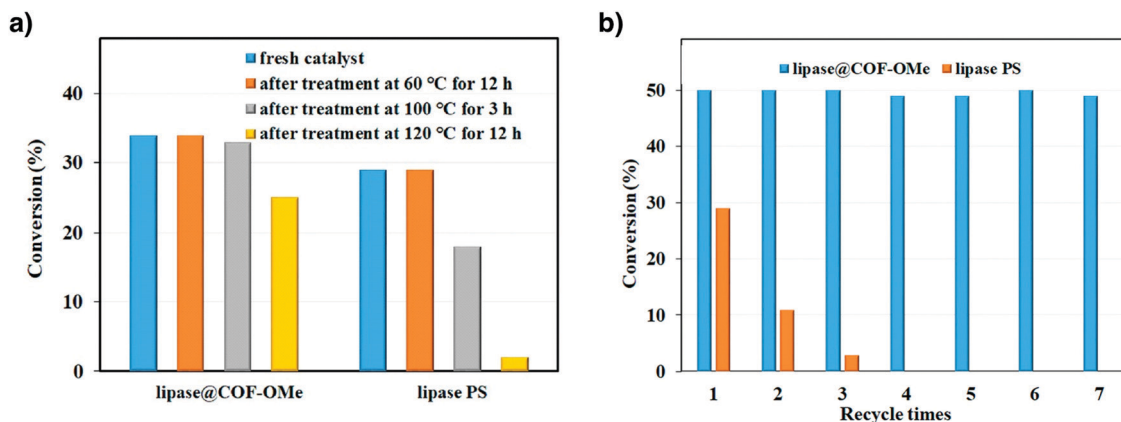 a)
fresh catalyst
after treatment at 60 °C for 12 h
after treatment at 100 °C for 3 h
after treatment at 120 °C for 12 h
Conversion (%)
40
30
20
10
0
lipase@COF-OMe
lipase PS
b)
lipase@COF-OMe
lipase PS
Conversion (%)
50
40
30
20
10
0
1 2 3 4 5 6 7
Recycle times